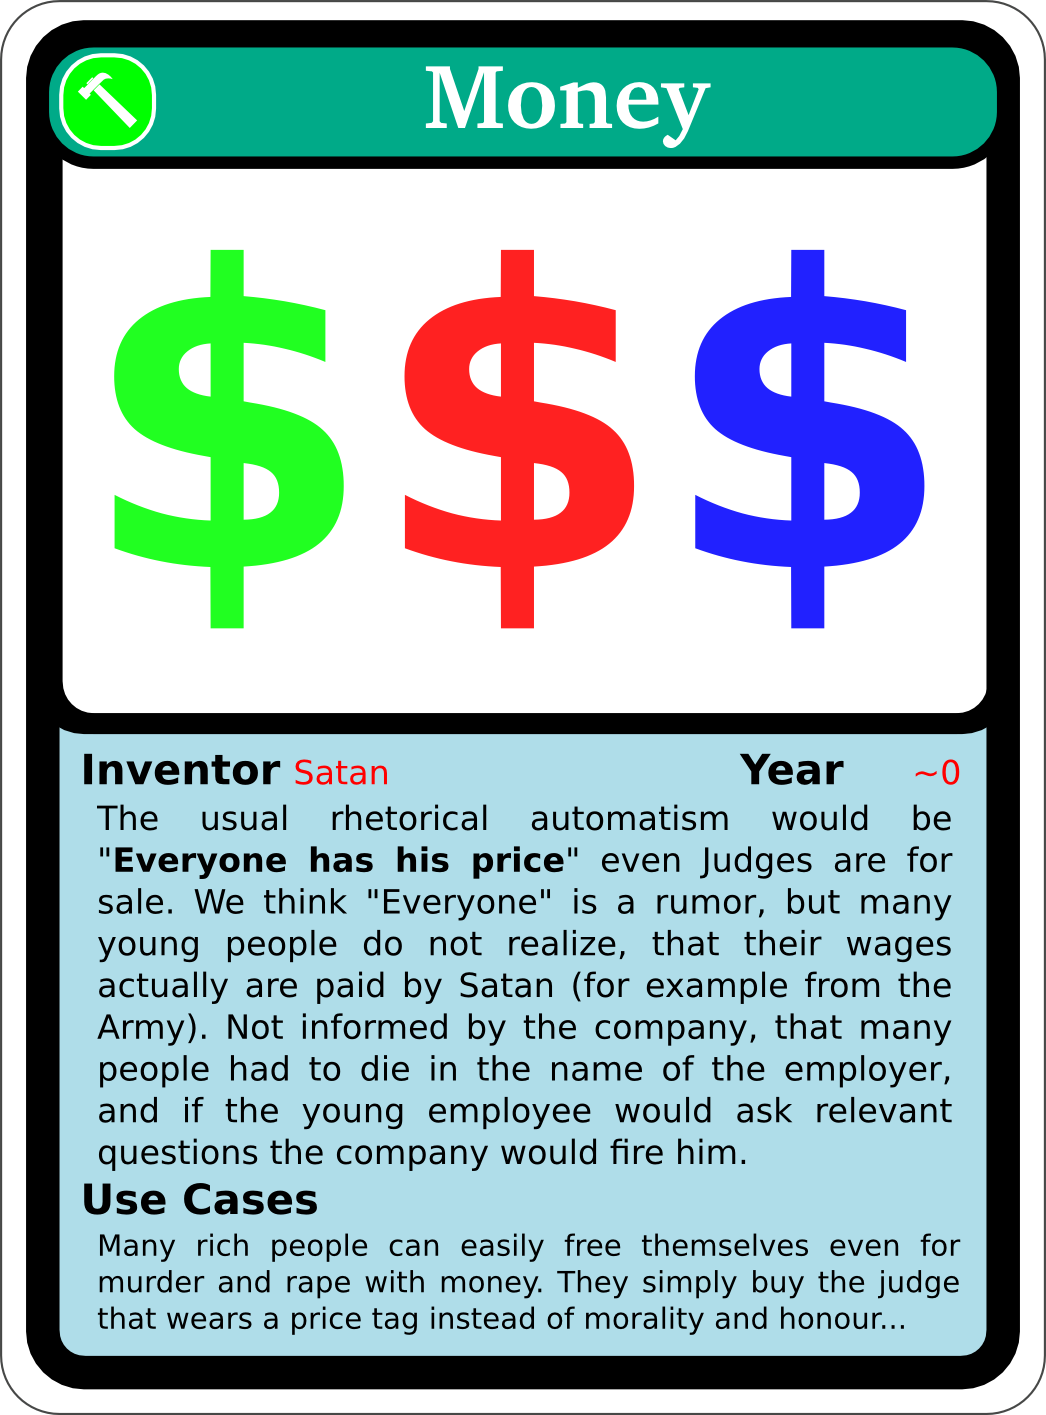 Money
$ $ $
Inventor Satan Year ~0
The usual rhetorical automatism would be
"Everyone has his price" even Judges are for
sale. We think "Everyone" is a rumor, but many
young people do not realize, that their wages
actually are paid by Satan (for example from the
Army). Not informed by the company, that many
people had to die in the name of the employer,
and if the young employee would ask relevant
questions the company would fire him.
Use Cases
Many rich people can easily free themselves even for
murder and rape with money. They simply buy the judge
that wears a price tag instead of morality and honour...